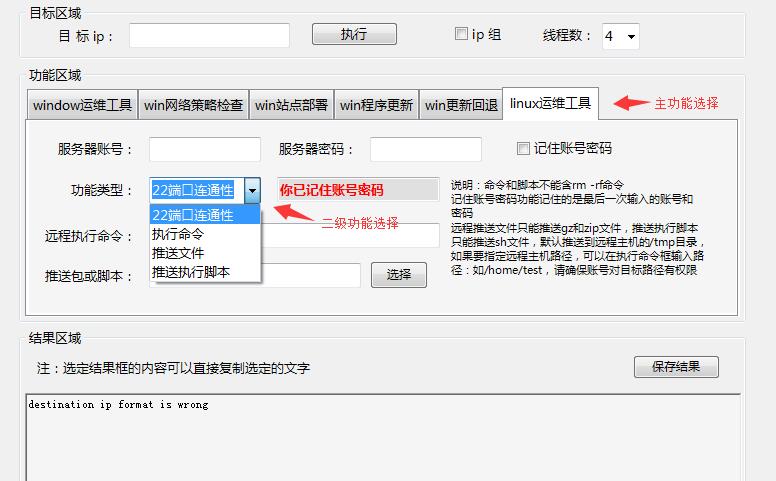 目标区域
目 标 ip：
执行
ip 组
线程数：
4
功能区域
window运维工具
win网络策略检查
win站点部署
win程序更新
win更新回退
linux运维工具
主功能选择
服务器账号：
服务器密码：
记住账号密码
功能类型：
22端口连通性
你已记住账号密码
22端口连通性
执行命令
推送文件
推送执行脚本
二级功能选择
说明：命令和脚本不能含rm -rf命令
记住账号密码功能记住的是最后一次输入的账号和
密码
远程推送文件只能推送gz和zip文件，推送执行脚本
只能推送sh文件，默认推送到远程主机的/tmp目录，
如果要指定远程主机路径，可以在执行命令框输入路
径：如/home/test，请确保账号对目标路径有权限
远程执行命令：
推送包或脚本：
选择
结果区域
注：选定结果框的内容可以直接复制选定的文字
保存结果
destination ip format is wrong